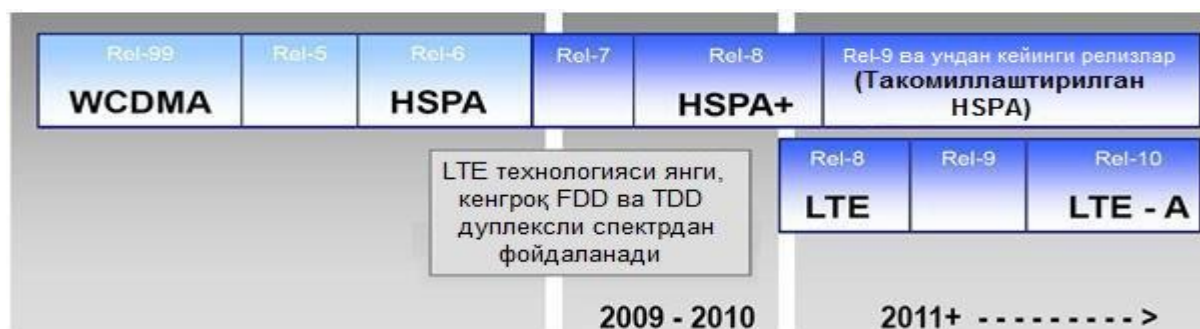 Rel-99 Rel-5 Rel-6 Rel-7 Rel-8 Rel-9 ва ундан кейинги релизлар
WCDMA HSPA HSPA+ (Такомиллаштирилган
HSPA)
Rel-8 Rel-9 Rel-10
LTE LTE - A
LTE технологияси янги,
кенгроқ FDD ва TDD
дуплексли спектрдан
фойдаланади
2009 - 2010 2011+ - - - - - - - - - >